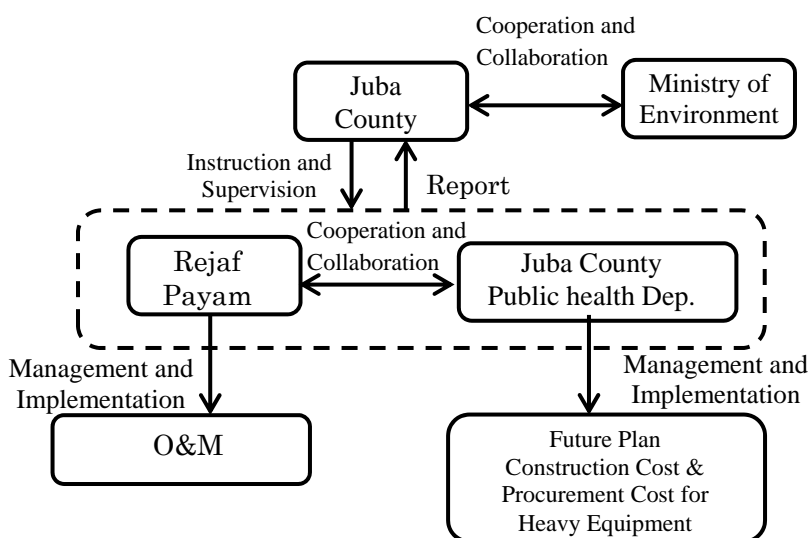 Cooperation and
Collaboration
Juba
County
Ministry of
Environment
Instruction and
Supervision
Report
Cooperation and
Collaboration
Rejaf
Payam
Juba County
Public health Dep.
Management and
Implementation
Management and
Implementation
O&M
Future Plan
Construction Cost &
Procurement Cost for
Heavy Equipment